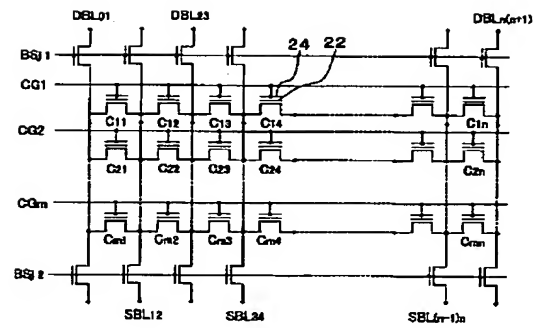 DBL01 DBL23 DBLn(n+1)
BSj1
CG1 24 22
C11 C12 C13 C14 C1n
CG2
C21 C22 C23 C24 C2n
CGm
Cm1 Cm2 Cm3 Cm4 Cmn
BSj2
SBL12 SBL34 SBL(n-1)n